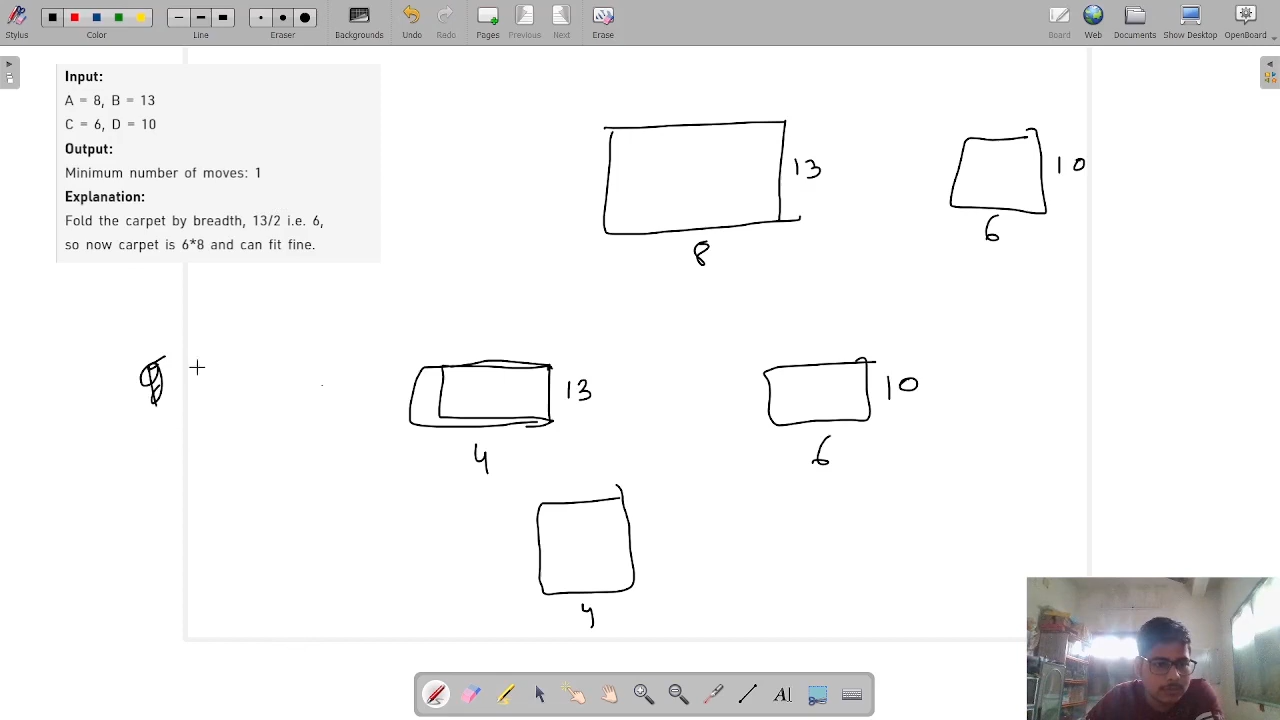 Stylus
Color
Line
Eraser
Backgrounds
Undo
Redo
Pages
Previous
Next
Erase
Board
Web
Documents
Show Desktop
OpenBoard
Input:
A = 8, B = 13
C = 6, D = 10
Output:
Minimum number of moves: 1
Explanation:
Fold the carpet by breadth, 13/2 i.e. 6,
so now carpet is 6*8 and can fit fine.
13
8
10
6
13
4
10
6
4
AI